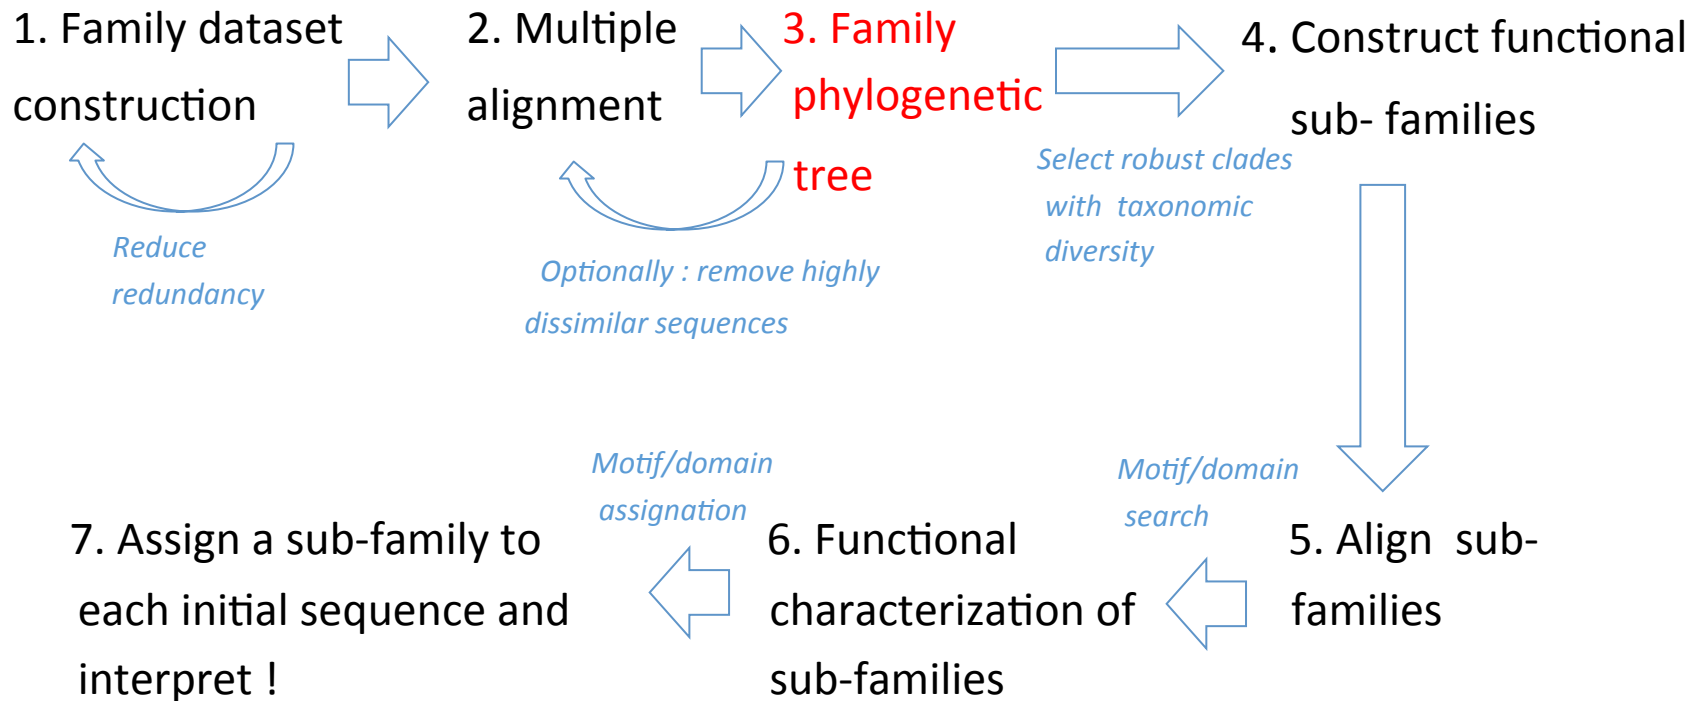 1. Family dataset
construction
Reduce
redundancy
2. Multiple
alignment
Optionally : remove highly
dissimilar sequences
3. Family
phylogenetic
tree
Select robust clades
with taxonomic
diversity
4. Construct functional
sub- families
5. Align sub-
families
Motif/domain
search
6. Functional
characterization of
sub-families
Motif/domain
assignation
7. Assign a sub-family to
each initial sequence and
interpret !